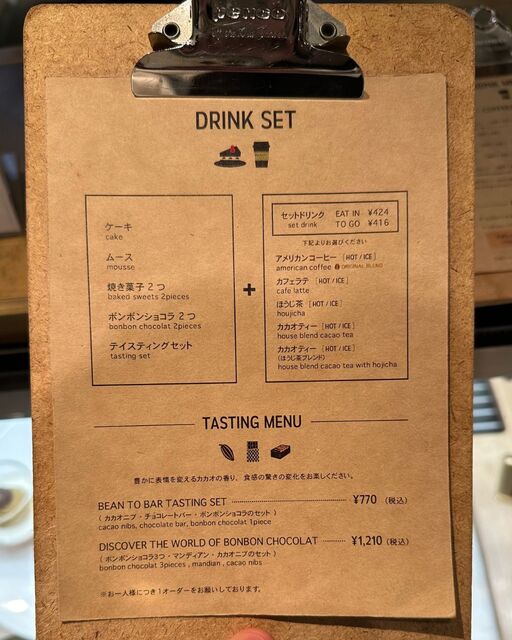 DRINK SET
ケーキ
cake
ムース
mousse
焼き菓子 2 つ
baked sweets 2pieces
ボンボンショコラ 2 つ
bonbon chocolat 2pieces
テイスティングセット
tasting set
+
セットドリンク EAT IN ¥424
set drink TO GO ¥416
下記よりお選びください
アメリカンコーヒー [HOT / ICE]
american coffee ORIGINAL BLEND
カフェラテ [HOT / ICE]
cafe latte
ほうじ茶 [HOT / ICE]
houjicha
カカオティー [HOT / ICE]
house blend cacao tea
カカオティー [HOT / ICE]
(ほうじ茶ブレンド)
house blend cacao tea with hojicha
TASTING MENU
豊かに表情を変えるカカオの香り、食感の驚きの変化をお楽しください。
BEAN TO BAR TASTING SET ¥770 (税込)
( カカオニブ・チョコレートバー・ボンボンショコラのセット )
cacao nibs, chocolate bar, bonbon chocolat 1piece
DISCOVER THE WORLD OF BONBON CHOCOLAT ¥1,210 (税込)
( ボンボンショコラ3つ・マンディアン・カカオニブのセット )
bonbon chocolat 3pieces , mandian , cacao nibs
※お一人様につき1オーダーをお願いしております。